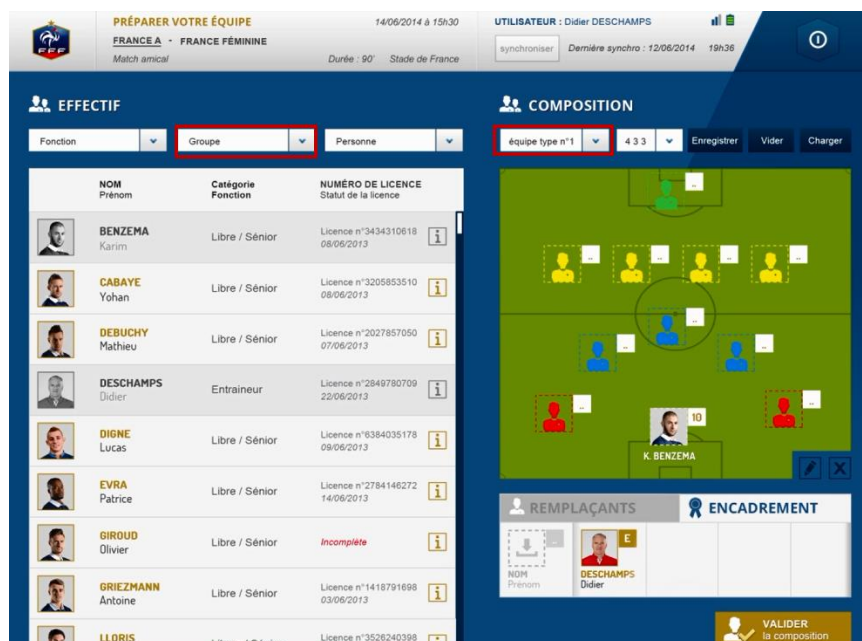 FFF
PRÉPARER VOTRE ÉQUIPE
14/06/2014 à 15h30
FRANCE A - FRANCE FÉMININE
Match amical
Durée : 90' Stade de France
UTILISATEUR : Didier DESCHAMPS
synchroniser
Dernière synchro : 12/06/2014 19h36
EFFECTIF
Fonction
Groupe
Personne
NOM
Prénom
Catégorie
Fonction
NUMÉRO DE LICENCE
Statut de la licence
BENZEMA
Karim
Libre / Sénior
Licence n°3434310618
08/06/2013
i
CABAYE
Yohan
Libre / Sénior
Licence n°3205853510
08/06/2013
i
DEBUCHY
Mathieu
Libre / Sénior
Licence n°2027857050
07/06/2013
i
DESCHAMPS
Didier
Entraineur
Licence n°2849780709
22/06/2013
i
DIGNE
Lucas
Libre / Sénior
Licence n°6384035178
09/06/2013
i
EVRA
Patrice
Libre / Sénior
Licence n°2784146272
14/06/2013
i
GIROUD
Olivier
Libre / Sénior
Incomplète
i
GRIEZMANN
Antoine
Libre / Sénior
Licence n°1418791698
03/06/2013
i
LLORIS
Licence n°3526240398
COMPOSITION
équipe type n°1
4 3 3
Enregistrer
Vider
Charger
..
..
..
..
..
..
..
..
..
..
10
K. BENZEMA
REMPLAÇANTS
ENCADREMENT
..
NOM
Prénom
E
DESCHAMPS
Didier
VALIDER
la composition